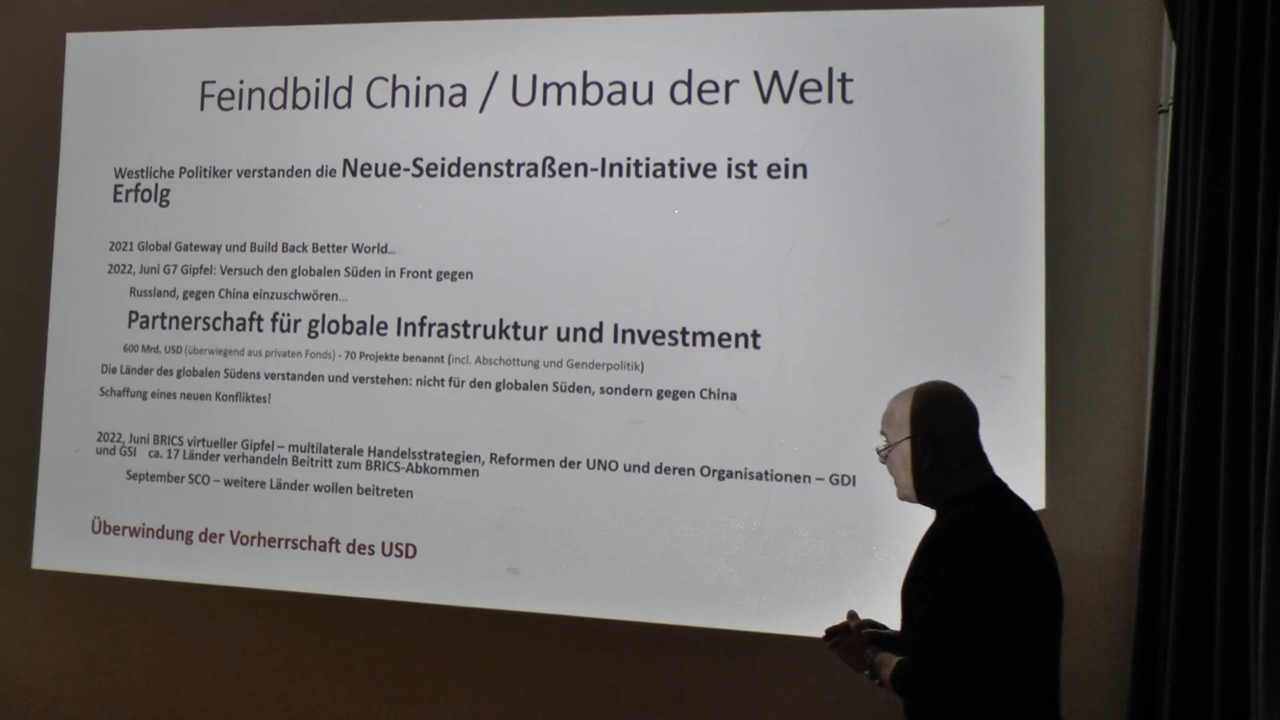 Feindbild China / Umbau der Welt
Westliche Politiker verstanden die Neue-Seidenstraßen-Initiative ist ein
Erfolg
2021 Global Gateway und Build Back Better World...
2022, Juni G7 Gipfel: Versuch den globalen Süden in Front gegen
Russland, gegen China einzuschwören...
Partnerschaft für globale Infrastruktur und Investment
600 Mrd. USD (überwiegend aus privaten Fonds) - 70 Projekte benannt (incl. Abschottung und Genderpolitik)
Die Länder des globalen Südens verstanden und verstehen: nicht für den globalen Süden, sondern gegen China
Schaffung eines neuen Konfliktes!
2022, Juni BRICS virtueller Gipfel – multilaterale Handelsstrategien, Reformen der UNO und deren Organisationen – GDI
und GSI ca. 17 Länder verhandeln Beitritt zum BRICS-Abkommen
September SCO – weitere Länder wollen beitreten
Überwindung der Vorherrschaft des USD